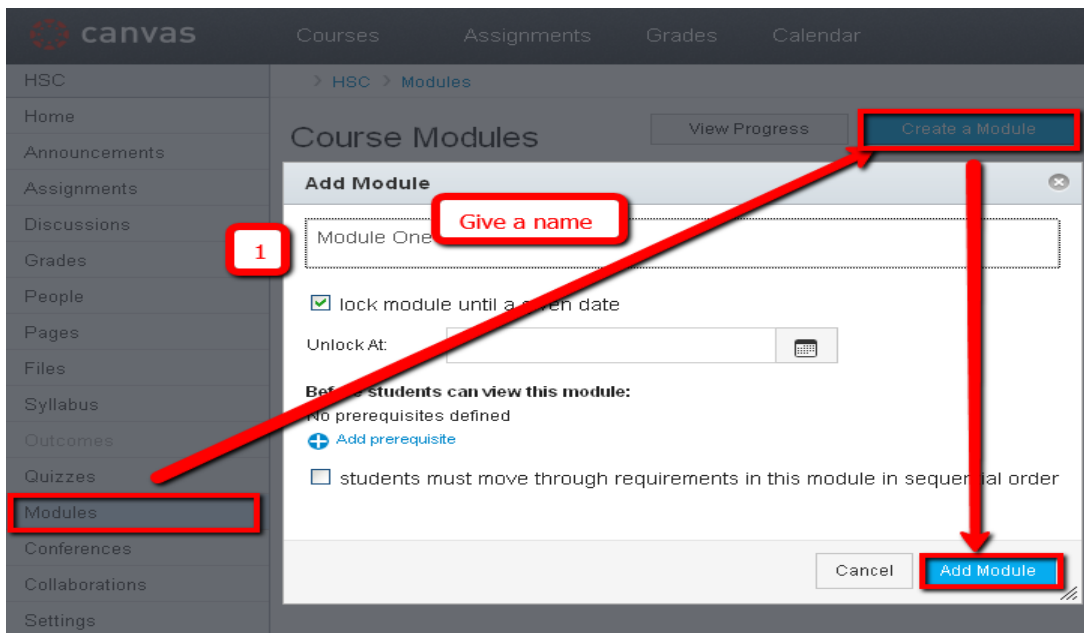 canvas
Courses Assignments Grades Calendar
HSC
> HSC > Modules
Home
Announcements
Assignments
Discussions
Grades
People
Pages
Files
Syllabus
Outcomes
Quizzes
Modules
Conferences
Collaborations
Settings
Course Modules
View Progress
Create a Module
Add Module
1
Module One
Give a name
lock module until a given date
Unlock At:
Before students can view this module:
No prerequisites defined
Add prerequisite
students must move through requirements in this module in sequential order
Cancel
Add Module